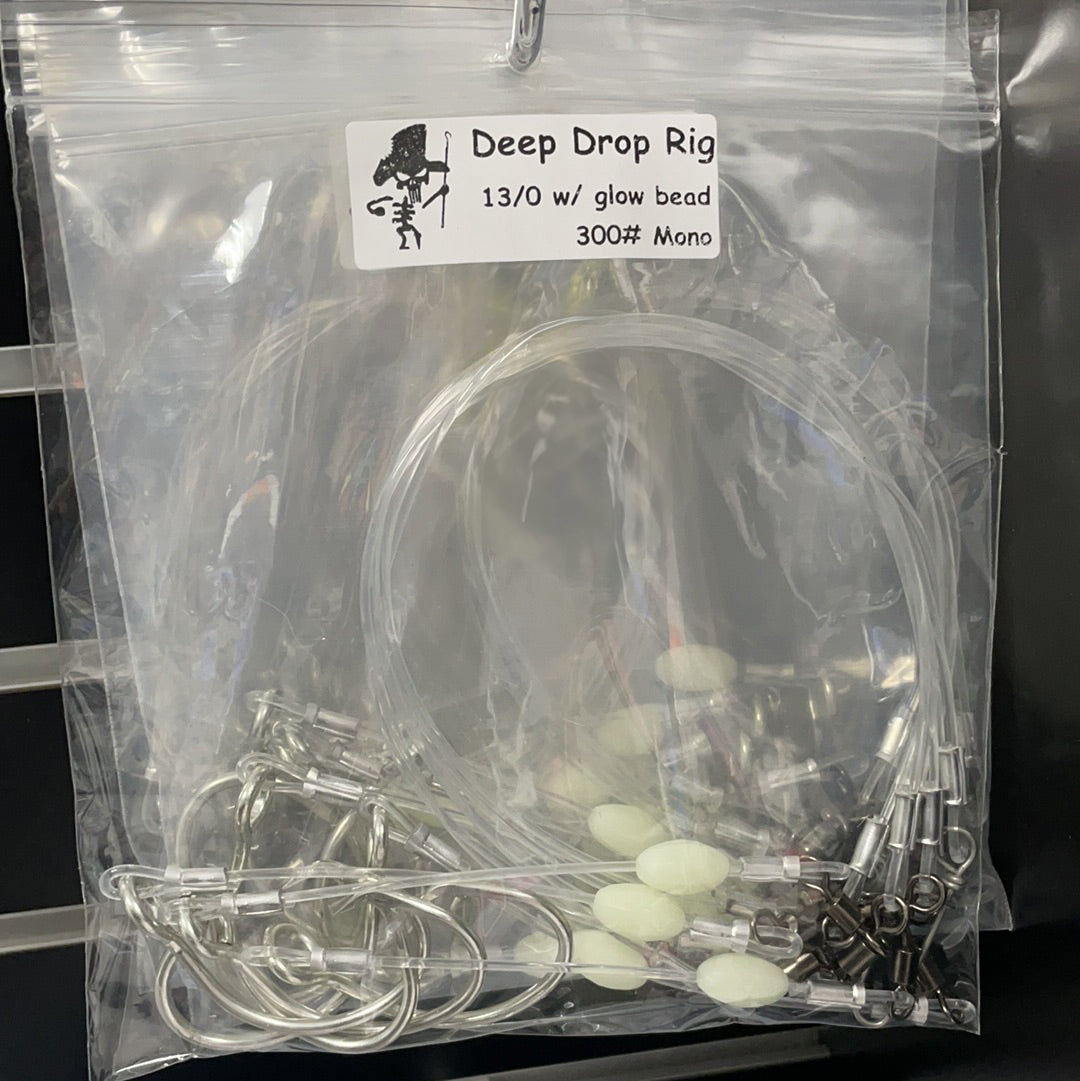 Deep Drop Rig
13/0 w/ glow bead
300# Mono